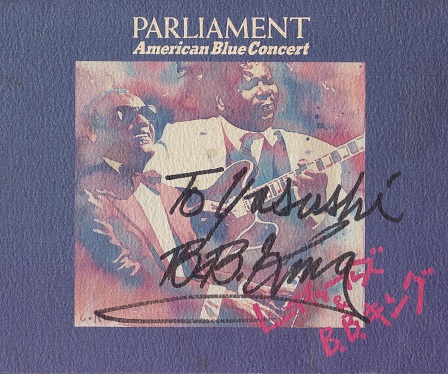 PARLIAMENT
American Blue Concert
To Yasushi
B.B. King
レイ・チャールズ
&
B.B.キング